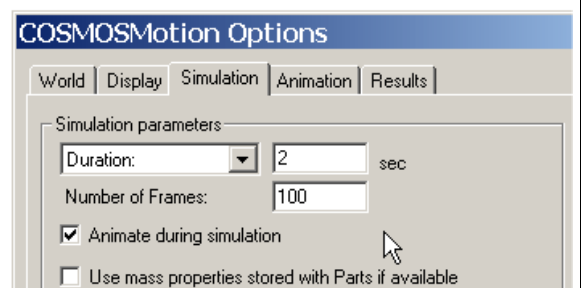 COSMOSMotion Options
World Display Simulation Animation Results
Simulation parameters
Duration: 2 sec
Number of Frames: 100
Animate during simulation
Use mass properties stored with Parts if available